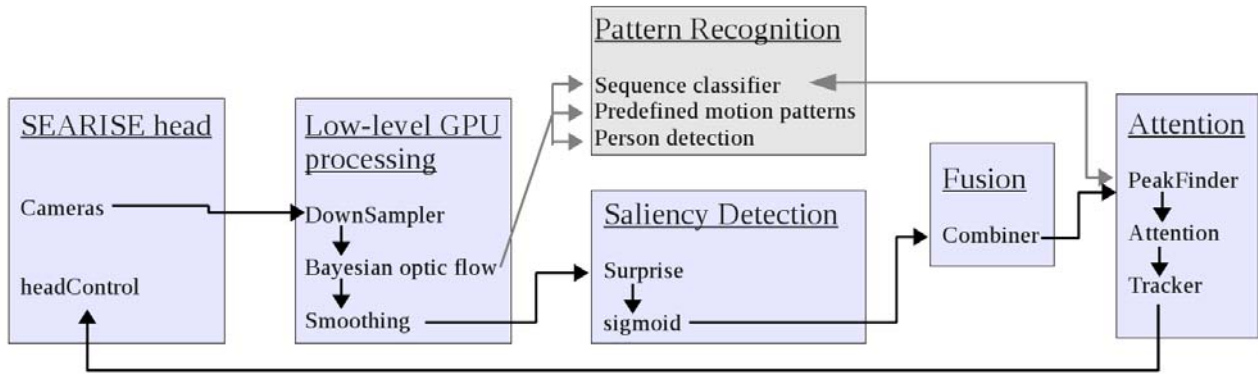 SEARISE head
Cameras
headControl
Low-level GPU
processing
DownSampler
Bayesian optic flow
Smoothing
Pattern Recognition
Sequence classifier
Predefined motion patterns
Person detection
Saliency Detection
Surprise
sigmoid
Fusion
Combiner
Attention
PeakFinder
Attention
Tracker